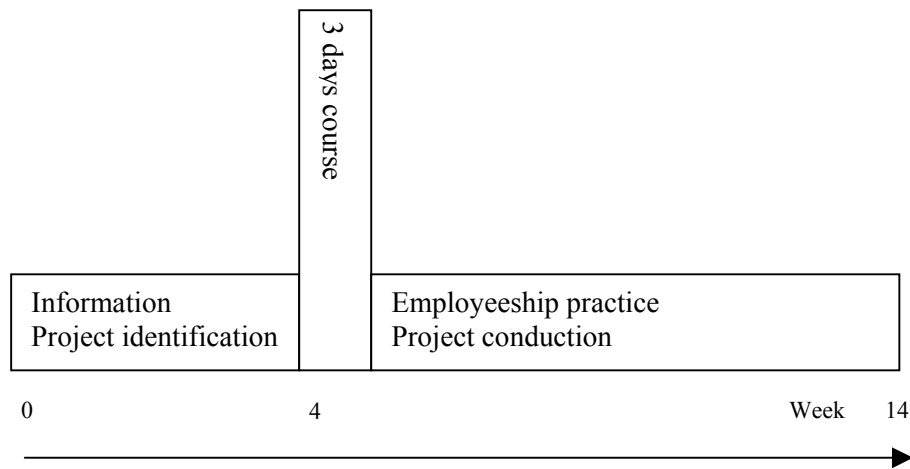 3 days course
Information
Project identification
Employeeship practice
Project conduction
0 4 Week 14